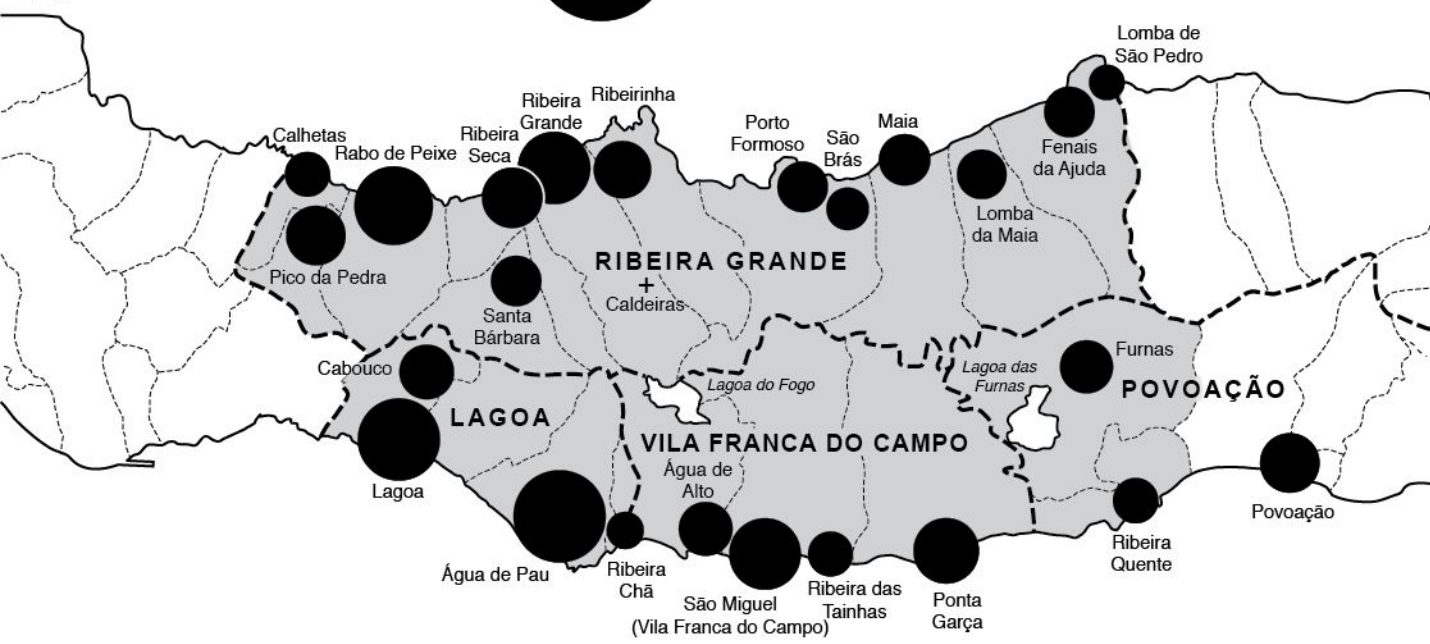 Lomba de
São Pedro
Ribeirinha
Ribeira
Grande
Calhetas
Rabo de Peixe
Ribeira
Seca
Porto
Formoso
São
Brás
Maia
Fenais
da Ajuda
Lomba
da Maia
Pico da Pedra
RIBEIRA GRANDE
+
Caldeiras
Santa
Bárbara
Cabouco
Lagoa do Fogo
Lagoa das
Furnas
Furnas
POVOAÇÃO
LAGOA
VILA FRANCA DO CAMPO
Água de
Alto
Lagoa
Povoação
Ribeira
Quente
Água de Pau
Ribeira
Chã
São Miguel
(Vila Franca do Campo)
Ribeira das
Tainhas
Ponta
Garça